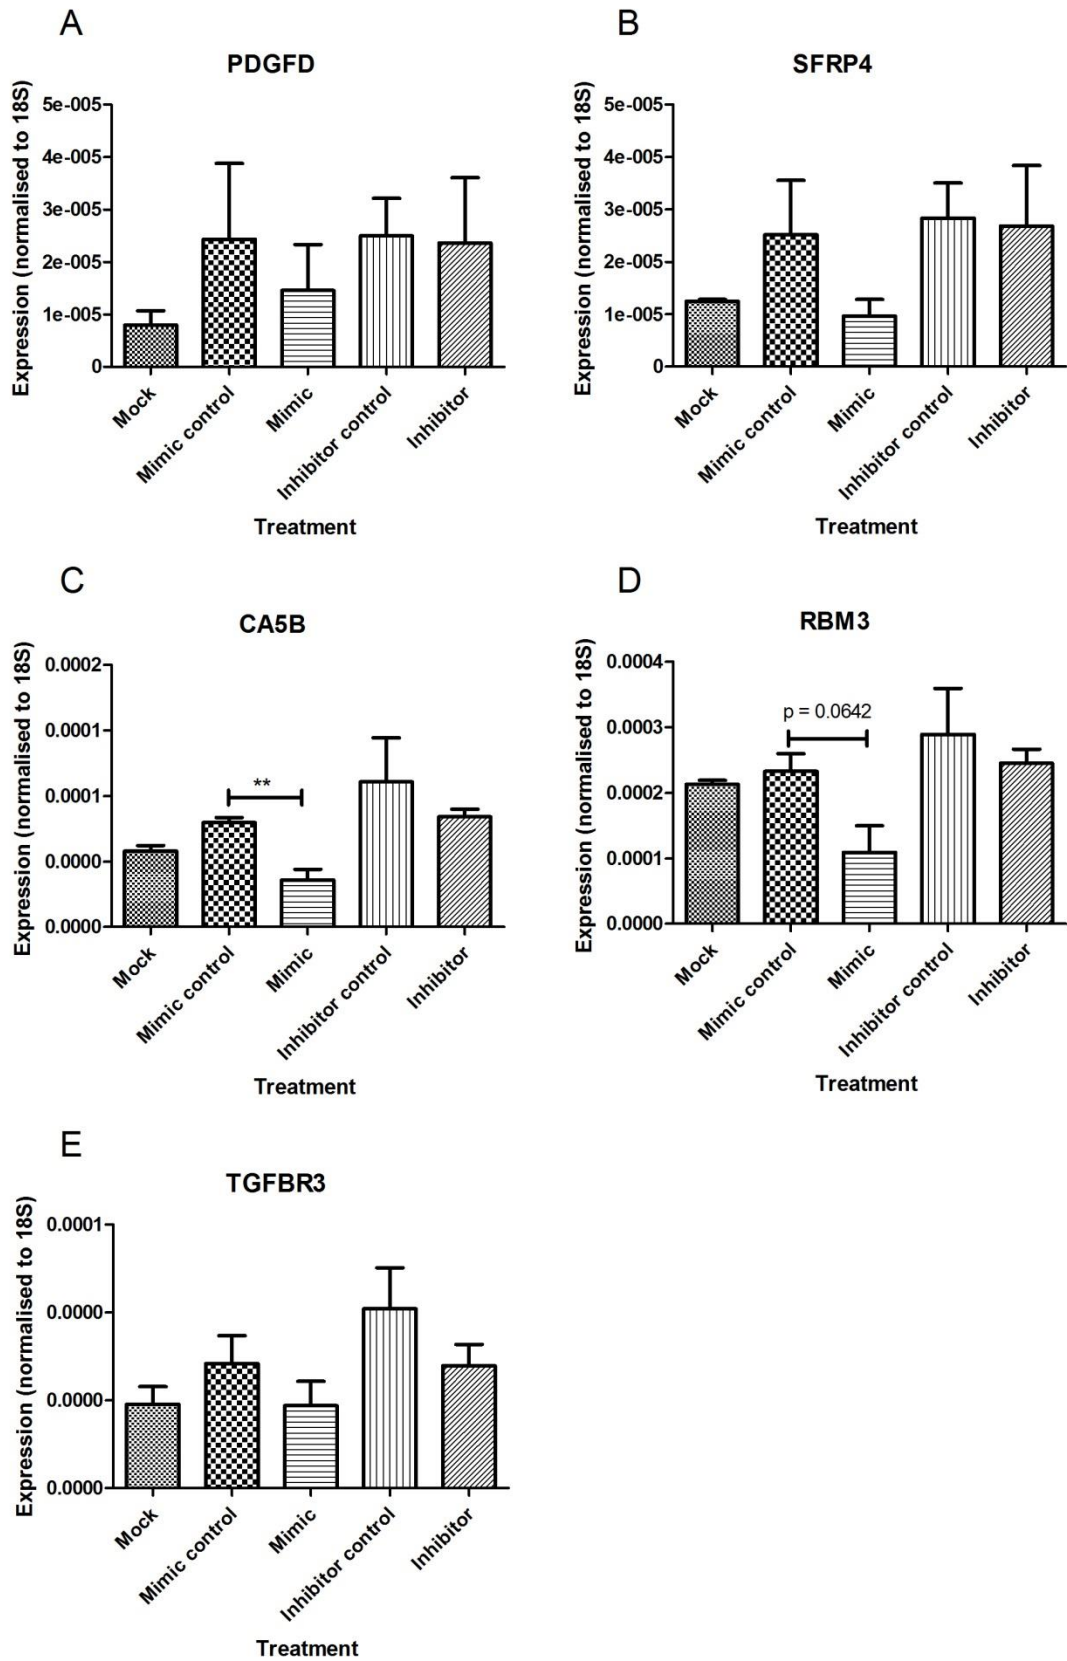 A
PDGFD
Expression (normalised to 18S)
5e-005
4e-005
3e-005
2e-005
1e-005
0
Mock
Mimic control
Mimic
Inhibitor control
Inhibitor
Treatment
B
SFRP4
Expression (normalised to 18S)
5e-005
4e-005
3e-005
2e-005
1e-005
0
Mock
Mimic control
Mimic
Inhibitor control
Inhibitor
Treatment
C
CA5B
Expression (normalised to 18S)
0.0002
0.0001
0.0001
0.0000
0.0000
**
Mock
Mimic control
Mimic
Inhibitor control
Inhibitor
Treatment
D
RBM3
Expression (normalised to 18S)
0.0004
0.0003
0.0002
0.0001
0.0000
p = 0.0642
Mock
Mimic control
Mimic
Inhibitor control
Inhibitor
Treatment
E
TGFBR3
Expression (normalised to 18S)
0.0001
0.0000
0.0000
0.0000
Mock
Mimic control
Mimic
Inhibitor control
Inhibitor
Treatment